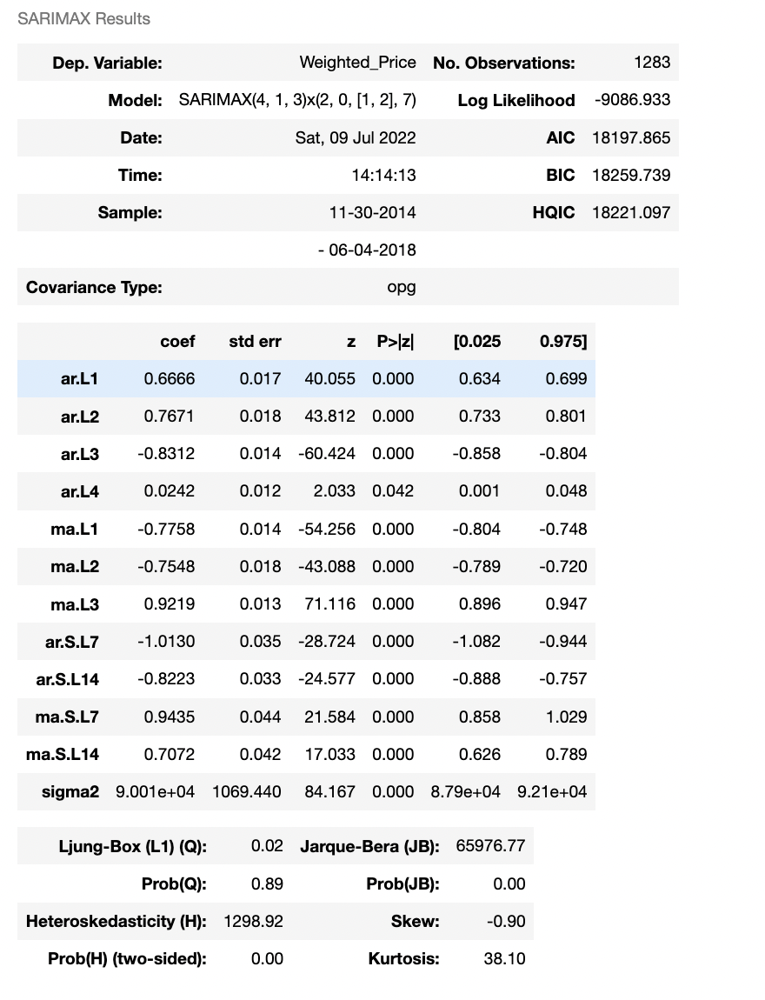 SARIMAX Results
Dep. Variable: Weighted_Price No. Observations: 1283
Model: SARIMAX(4, 1, 3)x(2, 0, [1, 2], 7) Log Likelihood -9086.933
Date: Sat, 09 Jul 2022 AIC 18197.865
Time: 14:14:13 BIC 18259.739
Sample: 11-30-2014 HQIC 18221.097
- 06-04-2018
Covariance Type: opg
coef std err z P>|z| [0.025 0.975]
ar.L1 0.6666 0.017 40.055 0.000 0.634 0.699
ar.L2 0.7671 0.018 43.812 0.000 0.733 0.801
ar.L3 -0.8312 0.014 -60.424 0.000 -0.858 -0.804
ar.L4 0.0242 0.012 2.033 0.042 0.001 0.048
ma.L1 -0.7758 0.014 -54.256 0.000 -0.804 -0.748
ma.L2 -0.7548 0.018 -43.088 0.000 -0.789 -0.720
ma.L3 0.9219 0.013 71.116 0.000 0.896 0.947
ar.S.L7 -1.0130 0.035 -28.724 0.000 -1.082 -0.944
ar.S.L14 -0.8223 0.033 -24.577 0.000 -0.888 -0.757
ma.S.L7 0.9435 0.044 21.584 0.000 0.858 1.029
ma.S.L14 0.7072 0.042 17.033 0.000 0.626 0.789
sigma2 9.001e+04 1069.440 84.167 0.000 8.79e+04 9.21e+04
Ljung-Box (L1) (Q): 0.02 Jarque-Bera (JB): 65976.77
Prob(Q): 0.89 Prob(JB): 0.00
Heteroskedasticity (H): 1298.92 Skew: -0.90
Prob(H) (two-sided): 0.00 Kurtosis: 38.10